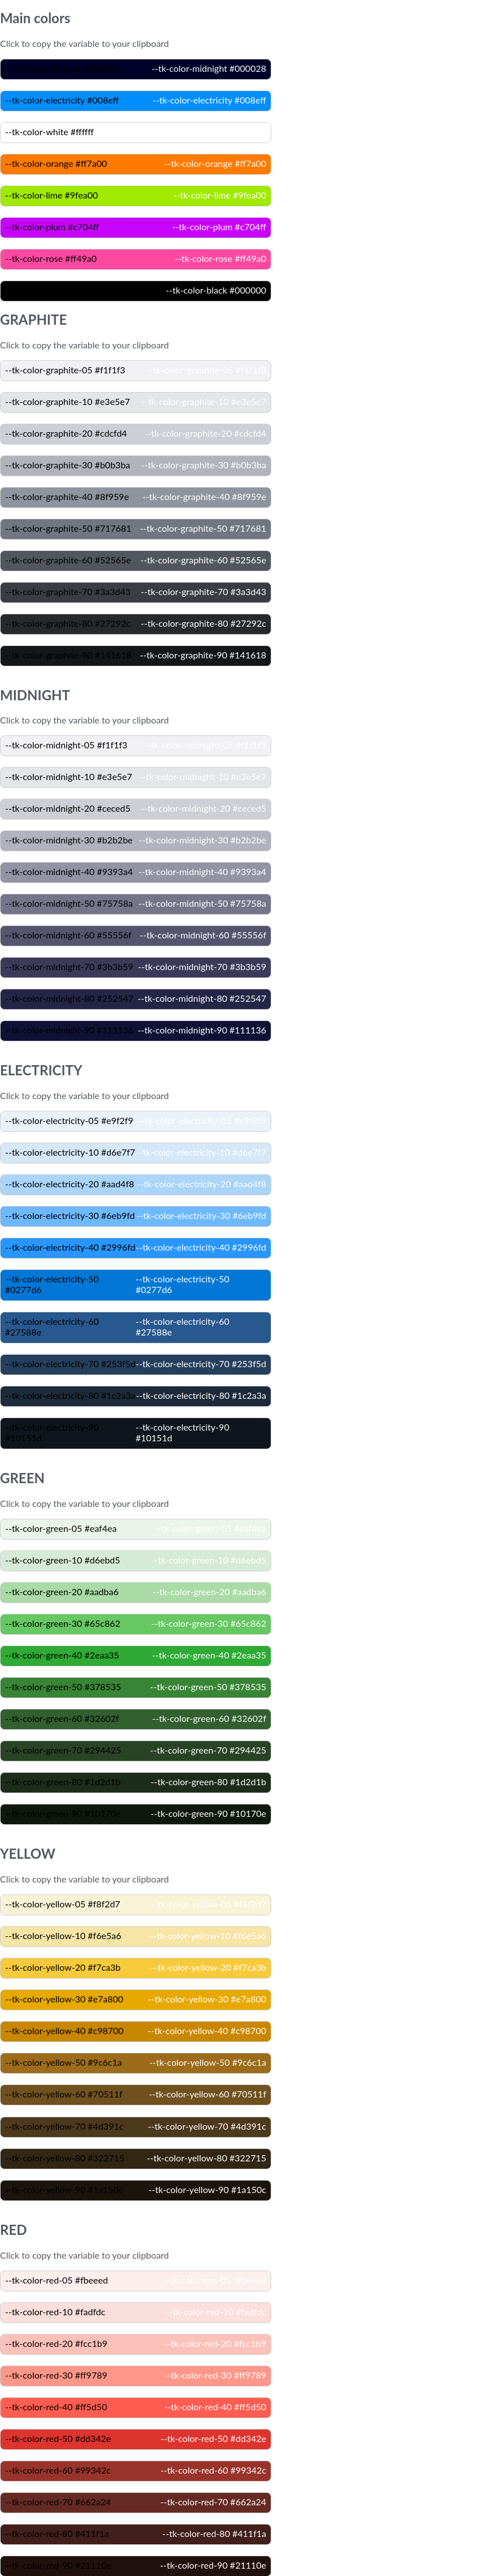 Main colors
Click to copy the variable to your clipboard
--tk-color-midnight #000028
--tk-color-electricity #008eff --tk-color-electricity #008eff
--tk-color-white #ffffff
--tk-color-orange #ff7a00 --tk-color-orange #ff7a00
--tk-color-lime #9fea00 --tk-color-lime #9fea00
--tk-color-plum #c704ff --tk-color-plum #c704ff
--tk-color-rose #ff49a0 --tk-color-rose #ff49a0
--tk-color-black #000000
GRAPHITE
Click to copy the variable to your clipboard
--tk-color-graphite-05 #f1f1f3 --tk-color-graphite-05 #f1f1f3
--tk-color-graphite-10 #e3e5e7 --tk-color-graphite-10 #e3e5e7
--tk-color-graphite-20 #cdcfd4 --tk-color-graphite-20 #cdcfd4
--tk-color-graphite-30 #b0b3ba --tk-color-graphite-30 #b0b3ba
--tk-color-graphite-40 #8f959e --tk-color-graphite-40 #8f959e
--tk-color-graphite-50 #717681 --tk-color-graphite-50 #717681
--tk-color-graphite-60 #52565e --tk-color-graphite-60 #52565e
--tk-color-graphite-70 #3a3d43 --tk-color-graphite-70 #3a3d43
--tk-color-graphite-80 #27292c --tk-color-graphite-80 #27292c
--tk-color-graphite-90 #141618 --tk-color-graphite-90 #141618
MIDNIGHT
Click to copy the variable to your clipboard
--tk-color-midnight-05 #f1f1f3 --tk-color-midnight-05 #f1f1f3
--tk-color-midnight-10 #e3e5e7 --tk-color-midnight-10 #e3e5e7
--tk-color-midnight-20 #ceced5 --tk-color-midnight-20 #ceced5
--tk-color-midnight-30 #b2b2be --tk-color-midnight-30 #b2b2be
--tk-color-midnight-40 #9393a4 --tk-color-midnight-40 #9393a4
--tk-color-midnight-50 #75758a --tk-color-midnight-50 #75758a
--tk-color-midnight-60 #55556f --tk-color-midnight-60 #55556f
--tk-color-midnight-70 #3b3b59 --tk-color-midnight-70 #3b3b59
--tk-color-midnight-80 #252547 --tk-color-midnight-80 #252547
--tk-color-midnight-90 #111136 --tk-color-midnight-90 #111136
ELECTRICITY
Click to copy the variable to your clipboard
--tk-color-electricity-05 #e9f2f9 --tk-color-electricity-05 #e9f2f9
--tk-color-electricity-10 #d6e7f7 --tk-color-electricity-10 #d6e7f7
--tk-color-electricity-20 #aad4f8 --tk-color-electricity-20 #aad4f8
--tk-color-electricity-30 #6eb9fd --tk-color-electricity-30 #6eb9fd
--tk-color-electricity-40 #2996fd --tk-color-electricity-40 #2996fd
--tk-color-electricity-50 --tk-color-electricity-50
#0277d6 #0277d6
--tk-color-electricity-60 --tk-color-electricity-60
#27588e #27588e
--tk-color-electricity-70 #253f5d --tk-color-electricity-70 #253f5d
--tk-color-electricity-80 #1c2a3a --tk-color-electricity-80 #1c2a3a
--tk-color-electricity-90 --tk-color-electricity-90
#10151d #10151d
GREEN
Click to copy the variable to your clipboard
--tk-color-green-05 #eaf4ea --tk-color-green-05 #eaf4ea
--tk-color-green-10 #d6ebd5 --tk-color-green-10 #d6ebd5
--tk-color-green-20 #aadba6 --tk-color-green-20 #aadba6
--tk-color-green-30 #65c862 --tk-color-green-30 #65c862
--tk-color-green-40 #2eaa35 --tk-color-green-40 #2eaa35
--tk-color-green-50 #378535 --tk-color-green-50 #378535
--tk-color-green-60 #32602f --tk-color-green-60 #32602f
--tk-color-green-70 #294425 --tk-color-green-70 #294425
--tk-color-green-80 #1d2d1b --tk-color-green-80 #1d2d1b
--tk-color-green-90 #10170e --tk-color-green-90 #10170e
YELLOW
Click to copy the variable to your clipboard
--tk-color-yellow-05 #f8f2d7 --tk-color-yellow-05 #f8f2d7
--tk-color-yellow-10 #f6e5a6 --tk-color-yellow-10 #f6e5a6
--tk-color-yellow-20 #f7ca3b --tk-color-yellow-20 #f7ca3b
--tk-color-yellow-30 #e7a800 --tk-color-yellow-30 #e7a800
--tk-color-yellow-40 #c98700 --tk-color-yellow-40 #c98700
--tk-color-yellow-50 #9c6c1a --tk-color-yellow-50 #9c6c1a
--tk-color-yellow-60 #70511f --tk-color-yellow-60 #70511f
--tk-color-yellow-70 #4d391c --tk-color-yellow-70 #4d391c
--tk-color-yellow-80 #322715 --tk-color-yellow-80 #322715
--tk-color-yellow-90 #1a150c --tk-color-yellow-90 #1a150c
RED
Click to copy the variable to your clipboard
--tk-color-red-05 #fbeeed
--tk-color-red-10 #fadfdc --tk-color-red-10 #fadfdc
--tk-color-red-20 #fcc1b9 --tk-color-red-20 #fcc1b9
--tk-color-red-30 #ff9789 --tk-color-red-30 #ff9789
--tk-color-red-40 #ff5d50 --tk-color-red-40 #ff5d50
--tk-color-red-50 #dd342e --tk-color-red-50 #dd342e
--tk-color-red-60 #99342c --tk-color-red-60 #99342c
--tk-color-red-70 #662a24 --tk-color-red-70 #662a24
--tk-color-red-80 #411f1a --tk-color-red-80 #411f1a
--tk-color-red-90 #21110e --tk-color-red-90 #21110e